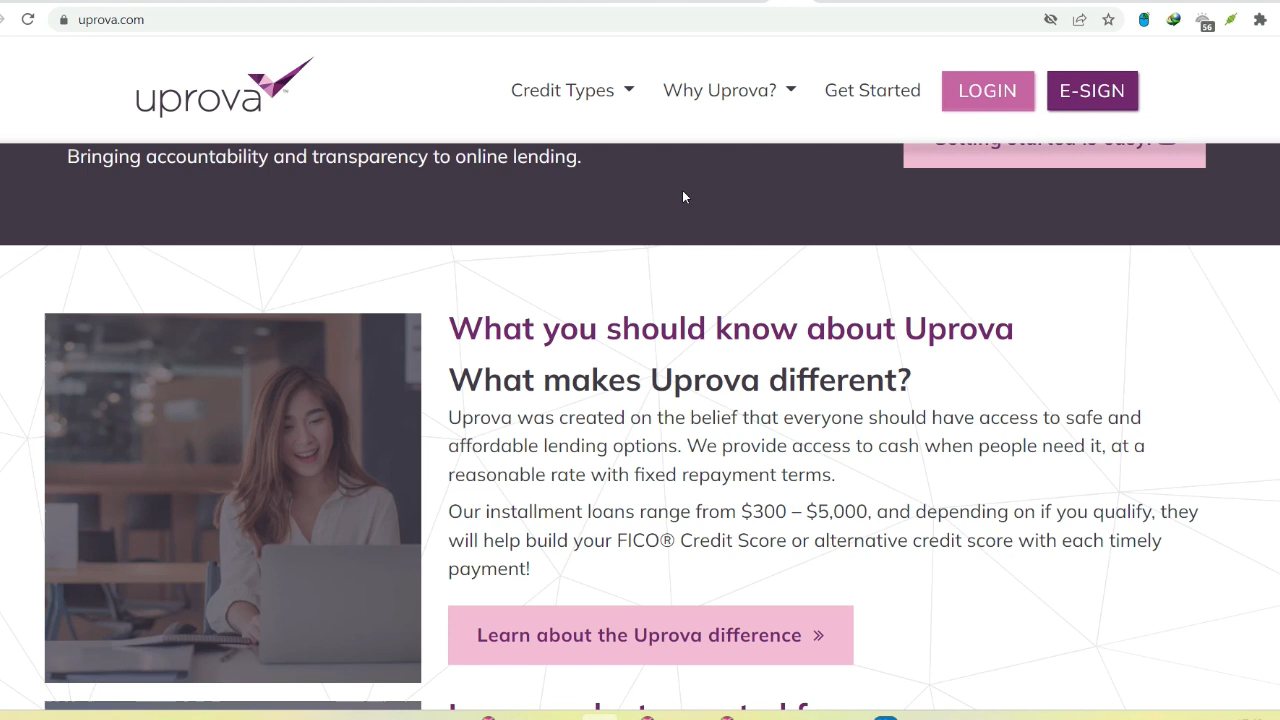 uprova.com
56
uprova
Credit Types
Why Uprova?
Get Started
LOGIN
E-SIGN
Bringing accountability and transparency to online lending.
Getting started is easy!
What you should know about Uprova
What makes Uprova different?
Uprova was created on the belief that everyone should have access to safe and
affordable lending options. We provide access to cash when people need it, at a
reasonable rate with fixed repayment terms.
Our installment loans range from $300 – $5,000, and depending on if you qualify, they
will help build your FICO® Credit Score or alternative credit score with each timely
payment!
Learn about the Uprova difference »